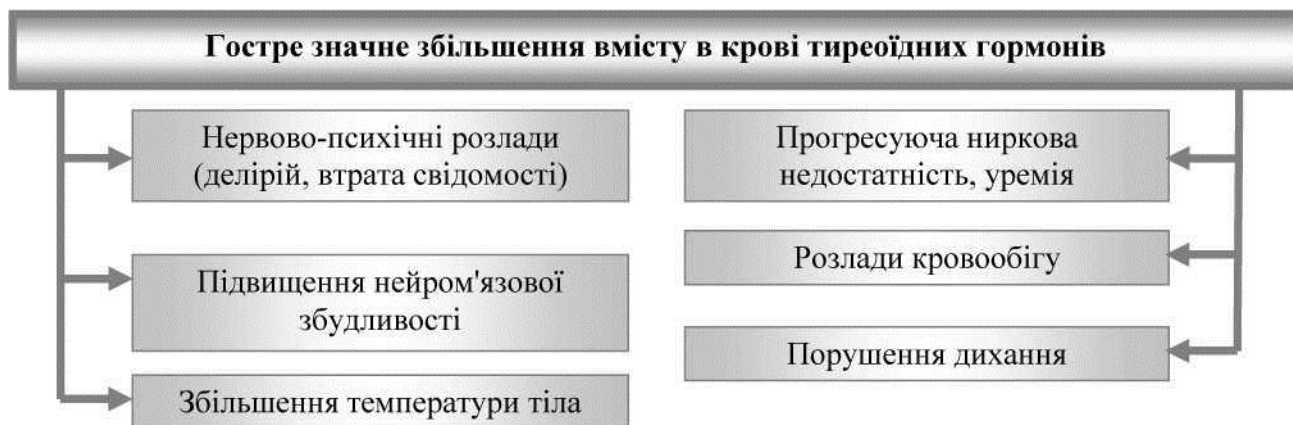 Гостре значне збільшення вмісту в крові тиреоїдних гормонів
Нервово-психічні розлади
(делірій, втрата свідомості)
Підвищення нейром'язової
збудливості
Збільшення температури тіла
Прогресуюча ниркова
недостатність, уремія
Розлади кровообігу
Порушення дихання